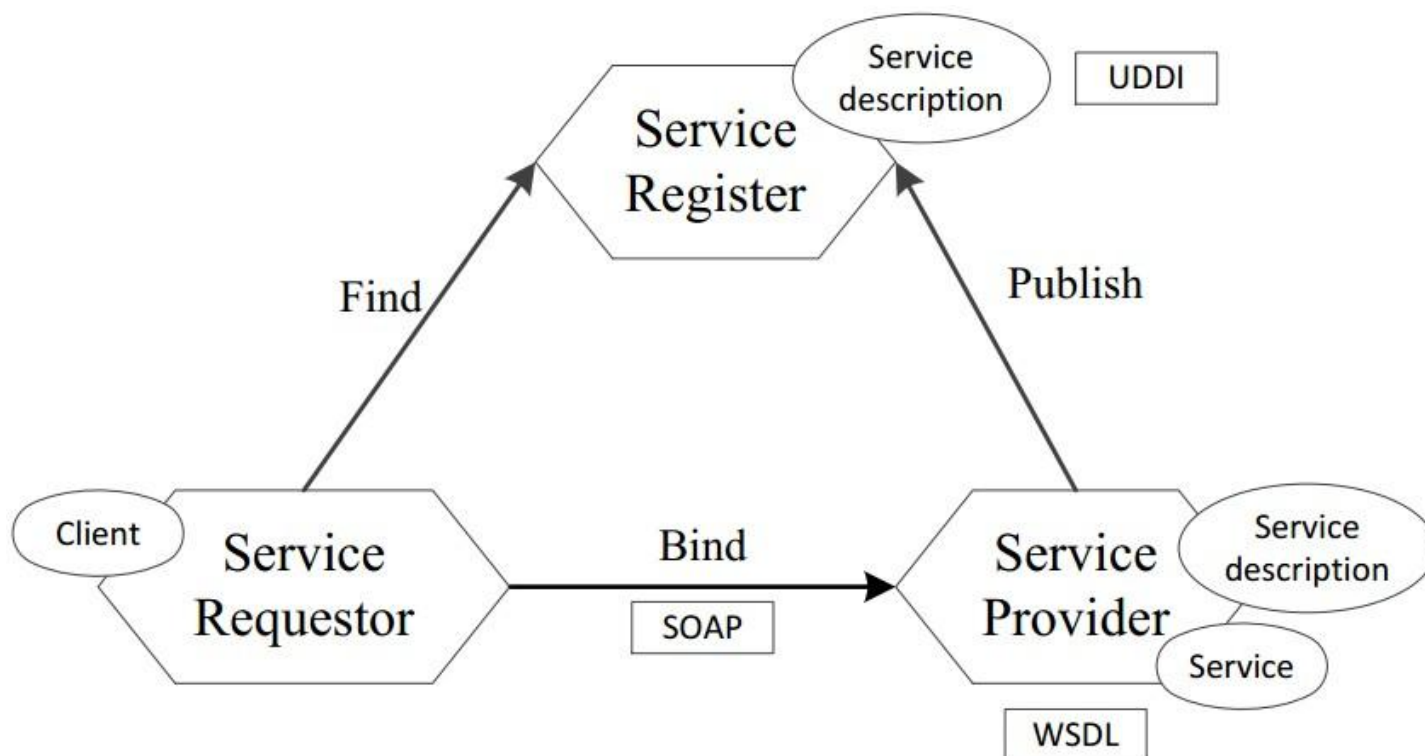 Service
description
UDDI
Service
Register
Find
Publish
Client
Service
Requestor
Bind
SOAP
Service
Provider
Service
description
Service
WSDL